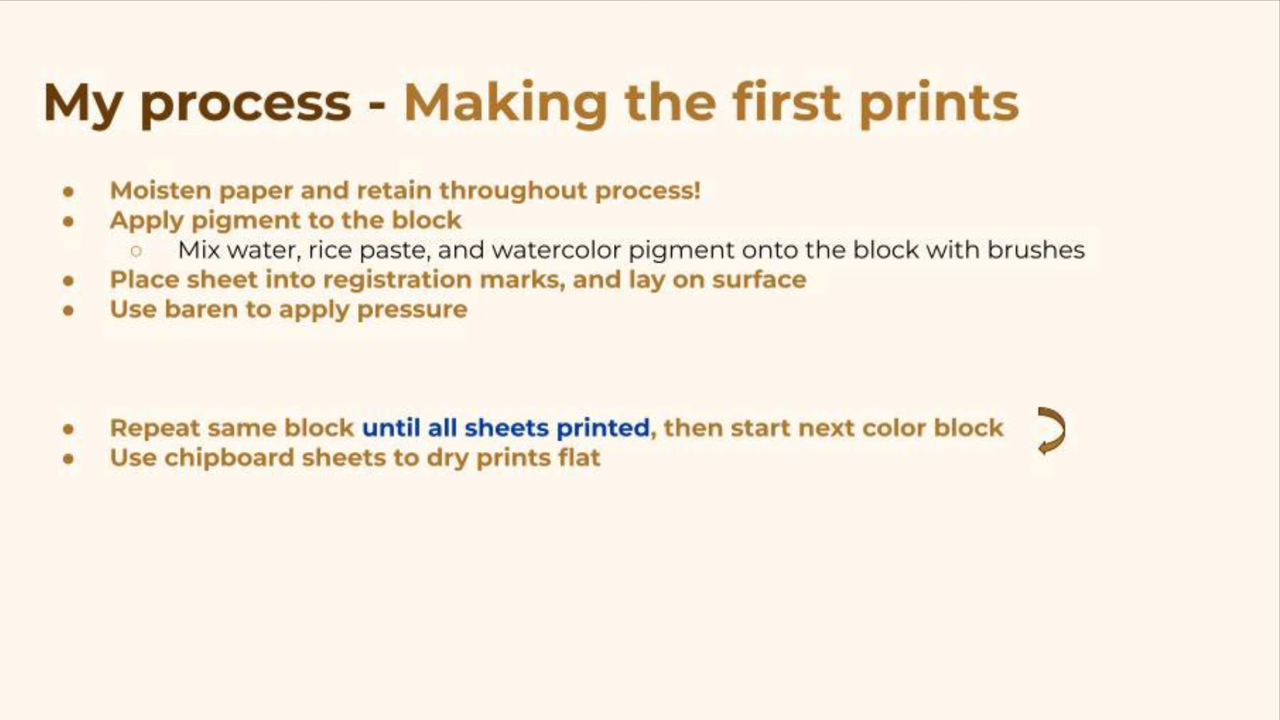 My process - Making the first prints
● Moisten paper and retain throughout process!
● Apply pigment to the block
○ Mix water, rice paste, and watercolor pigment onto the block with brushes
● Place sheet into registration marks, and lay on surface
● Use baren to apply pressure
● Repeat same block until all sheets printed, then start next color block
● Use chipboard sheets to dry prints flat